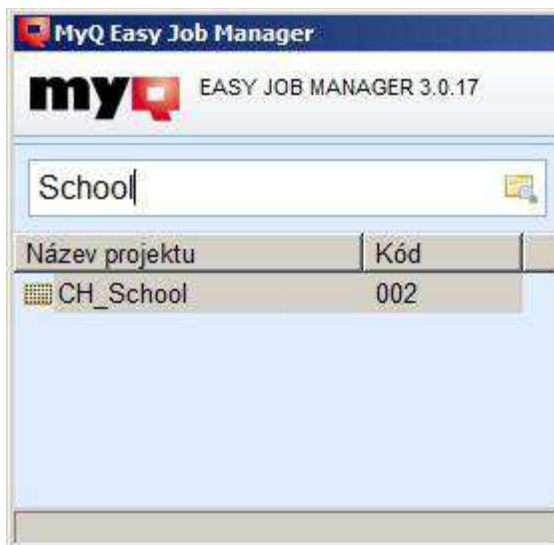 MyQ Easy Job Manager
myQ EASY JOB MANAGER 3.0.17
School
Název projektu Kód
CH_School 002